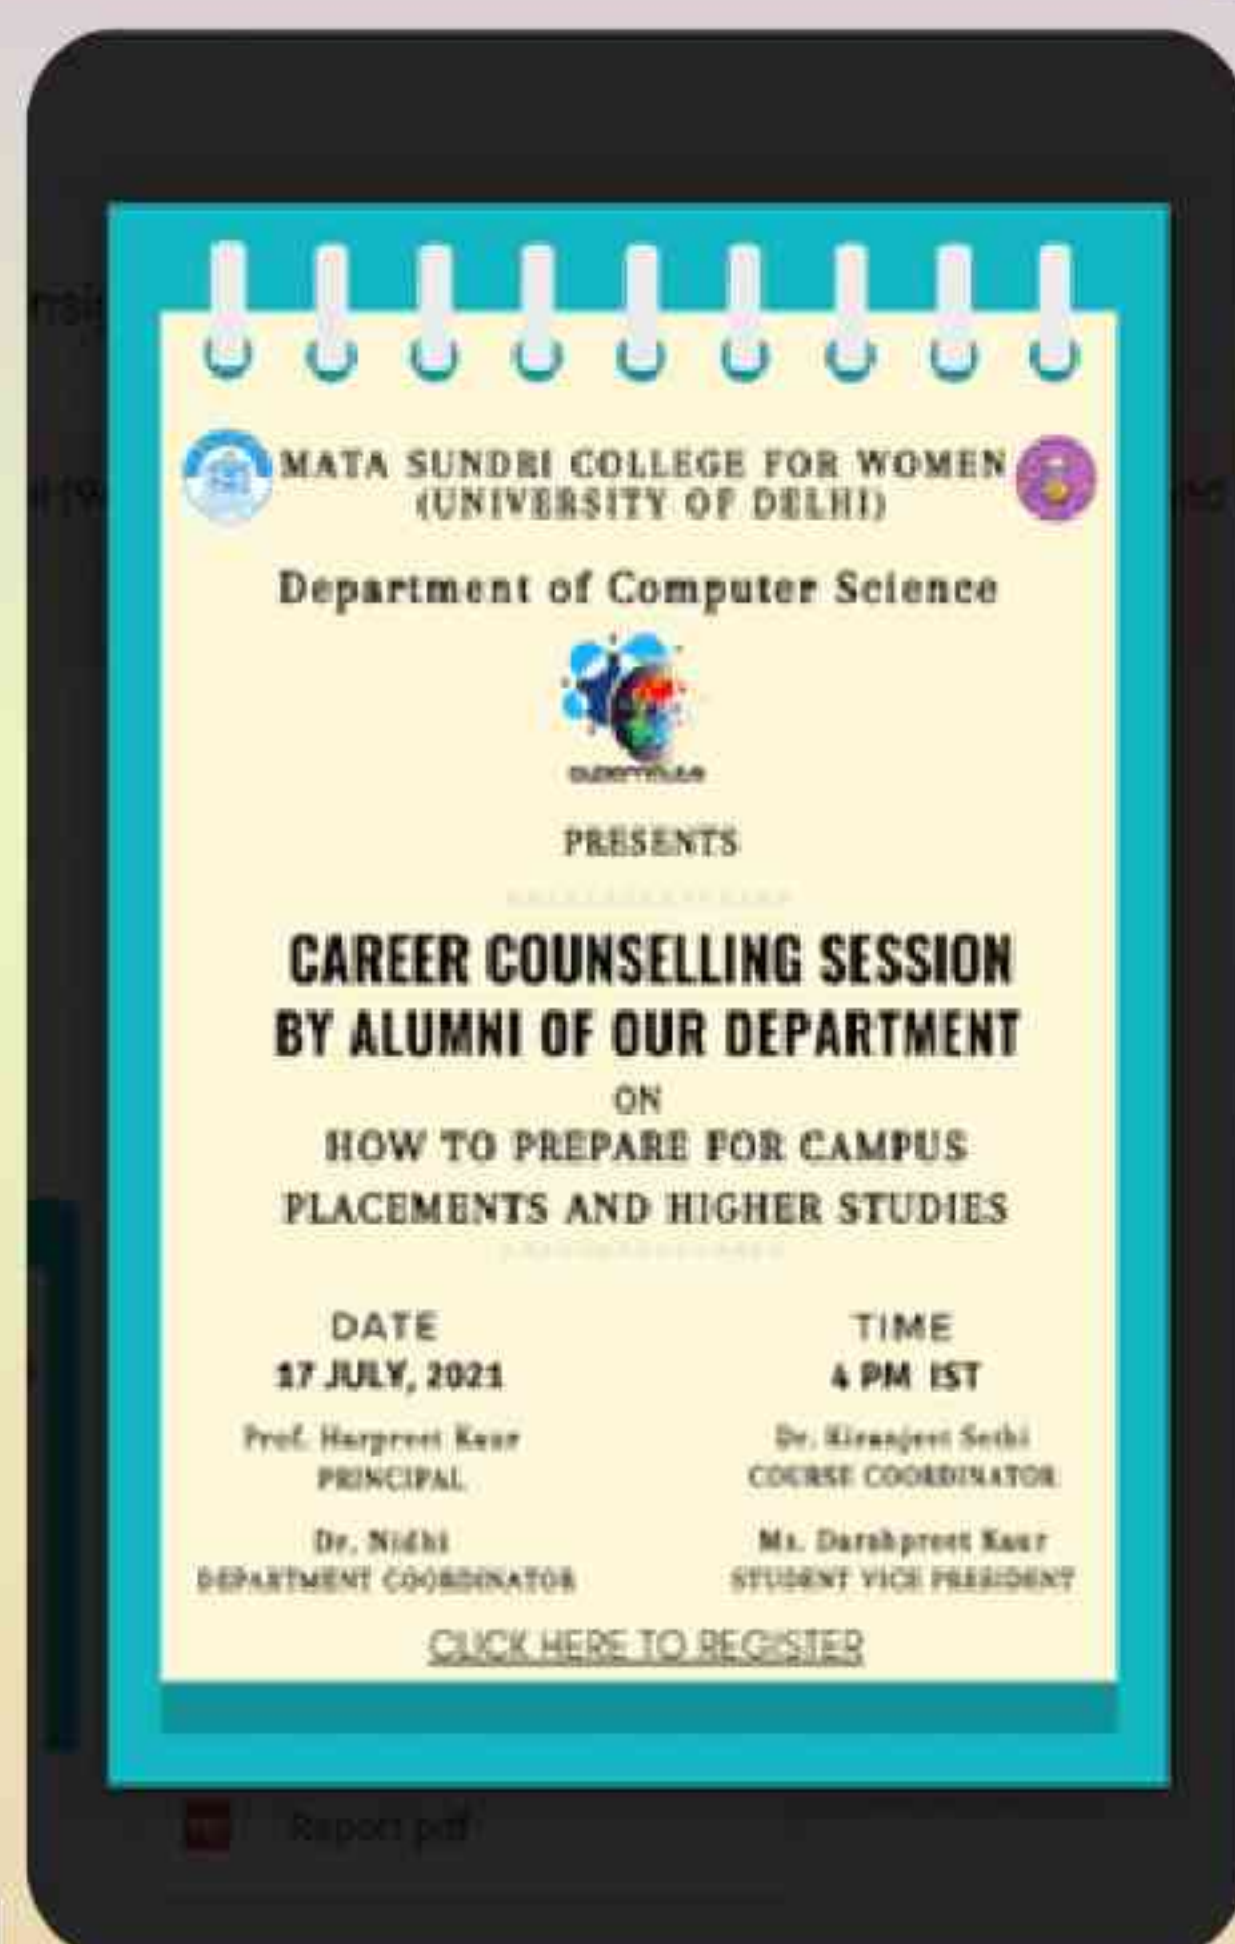 MATA SUNDRI COLLEGE FOR WOMEN
(UNIVERSITY OF DELHI)
Department of Computer Science
PRESENTS
CAREER COUNSELLING SESSION
BY ALUMNI OF OUR DEPARTMENT
ON
HOW TO PREPARE FOR CAMPUS
PLACEMENTS AND HIGHER STUDIES
DATE
TIME
17 JULY, 2021
4 PM IST
Prof. Harpreet Kaur
Dr. Kiranjeet Sethi
PRINCIPAL
COURSE COORDINATOR
Dr. Nidhi
Ms. Darshpreet Kaur
DEPARTMENT COORDINATOR
STUDENT VICE PRESIDENT
CLICK HERE TO REGISTER
Report.pdf